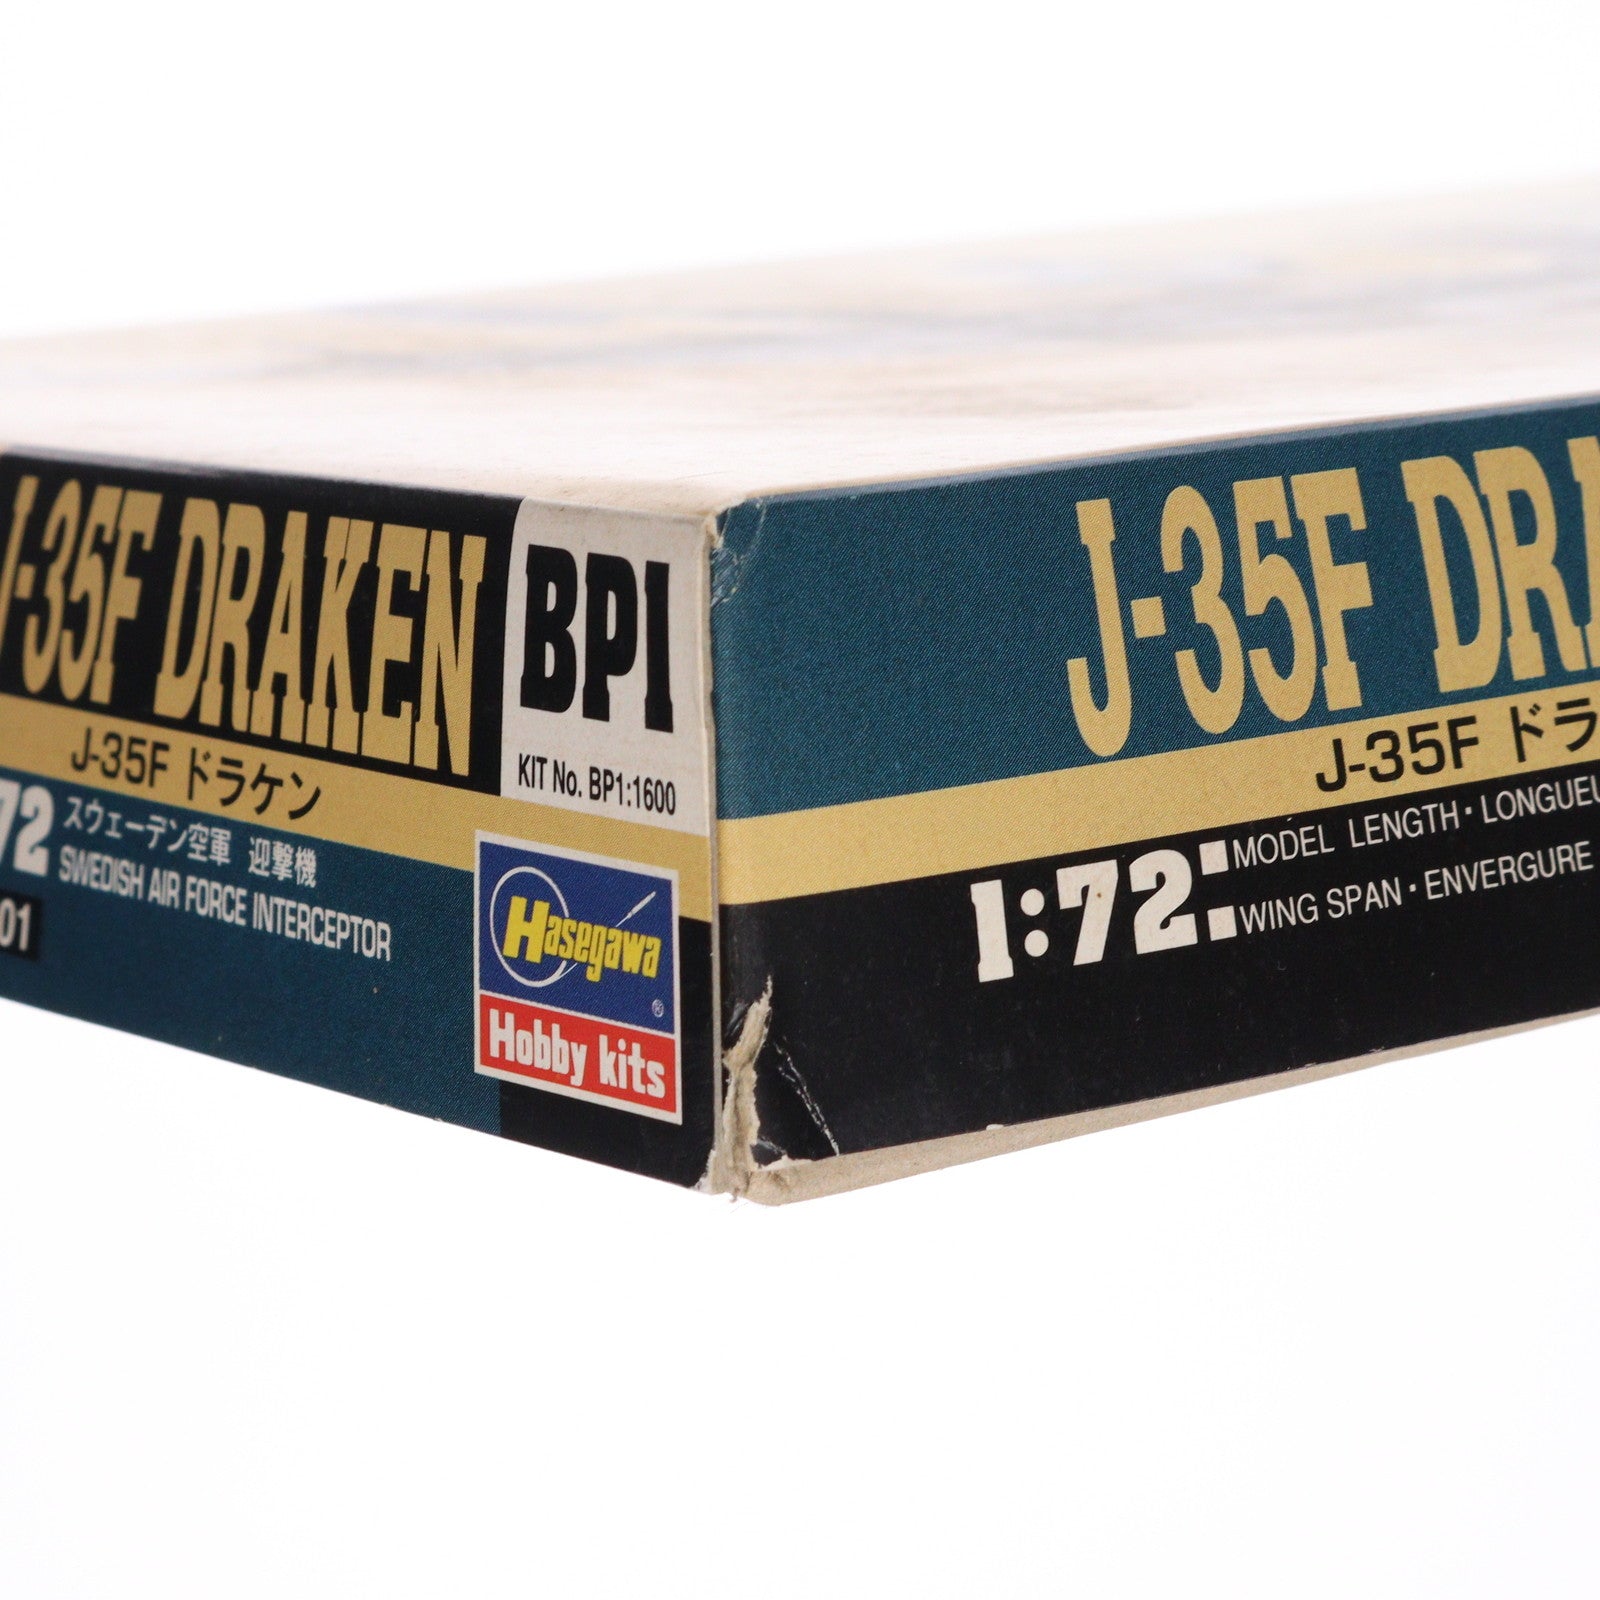 J-35F DRAKEN
J-35F ドラケン
72
スウェーデン空軍 迎撃機
SWEDISH AIR FORCE INTERCEPTOR
01
BP1
KIT No. BP1:1600
Hasegawa
®
Hobby kits
J-35F DRA
J-35F ドラ
1:72:
MODEL LENGTH・LONGUEU
WING SPAN・ENVERGURE